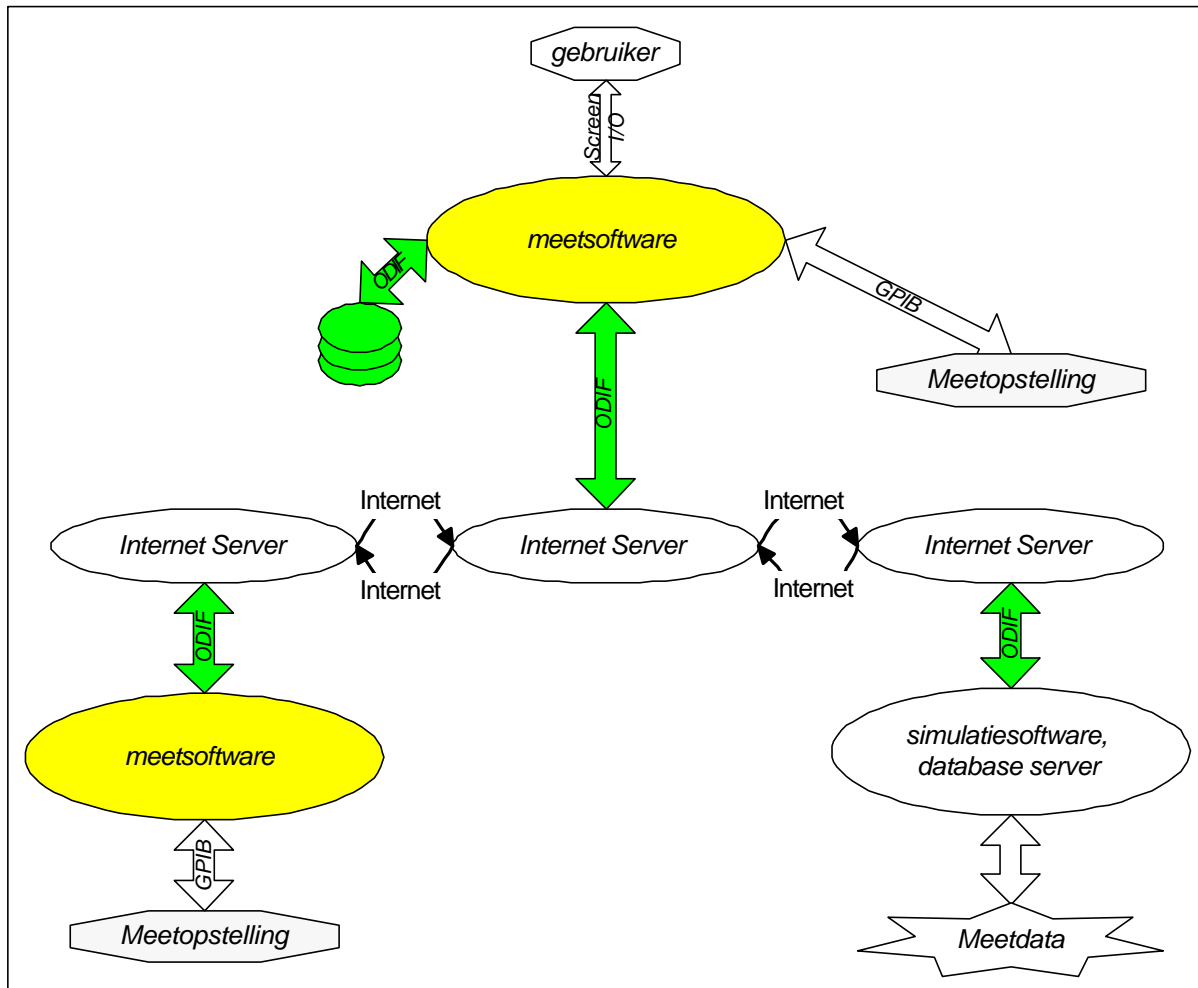 gebruiker
Screen
I/O
meetsoftware
ODIF
GPIB
Meetopstelling
ODIF
Internet
Internet
Internet Server
Internet Server
Internet Server
Internet
Internet
ODIF
ODIF
meetsoftware
simulatiesoftware,
database server
GPIB
Meetopstelling
Meetdata